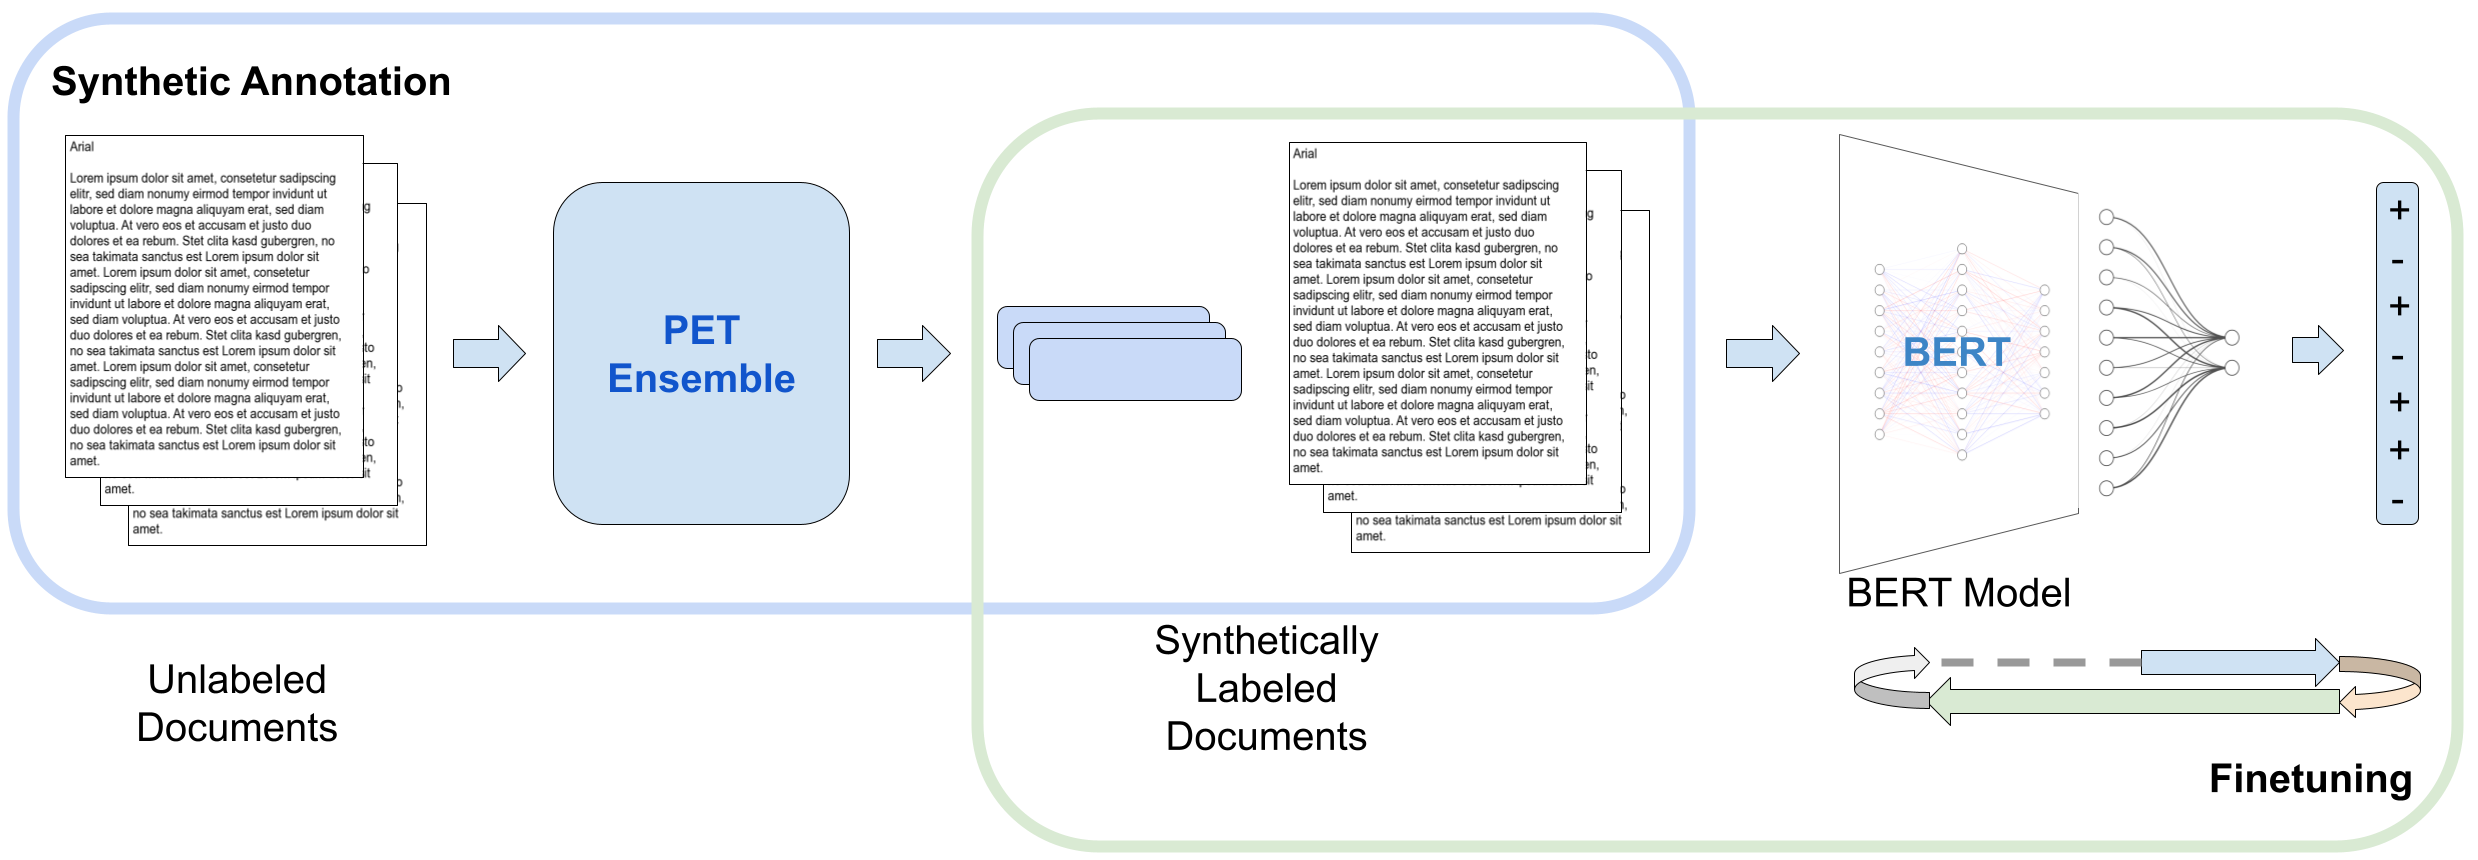 Synthetic Annotation
Arial
Lorem ipsum dolor sit amet, consetetur sadipscing
elitr, sed diam nonumy eirmod tempor invidunt ut
labore et dolore magna aliquyam erat, sed diam
voluptua. At vero eos et accusam et justo duo
dolores et ea rebum. Stet clita kasd gubergren, no
sea takimata sanctus est Lorem ipsum dolor sit
amet. Lorem ipsum dolor sit amet, consetetur
sadipscing elitr, sed diam nonumy eirmod tempor
invidunt ut labore et dolore magna aliquyam erat,
sed diam voluptua. At vero eos et accusam et justo
duo dolores et ea rebum. Stet clita kasd gubergren,
no sea takimata sanctus est Lorem ipsum dolor sit
amet. Lorem ipsum dolor sit amet, consetetur
sadipscing elitr, sed diam nonumy eirmod tempor
invidunt ut labore et dolore magna aliquyam erat,
sed diam voluptua. At vero eos et accusam et justo
duo dolores et ea rebum. Stet clita kasd gubergren,
no sea takimata sanctus est Lorem ipsum dolor sit
amet.
amet.
no sea takimata sanctus est Lorem ipsum dolor sit
amet.
PET
Ensemble
Arial
Lorem ipsum dolor sit amet, consetetur sadipscing
elitr, sed diam nonumy eirmod tempor invidunt ut
labore et dolore magna aliquyam erat, sed diam
voluptua. At vero eos et accusam et justo duo
dolores et ea rebum. Stet clita kasd gubergren, no
sea takimata sanctus est Lorem ipsum dolor sit
amet. Lorem ipsum dolor sit amet, consetetur
sadipscing elitr, sed diam nonumy eirmod tempor
invidunt ut labore et dolore magna aliquyam erat,
sed diam voluptua. At vero eos et accusam et justo
duo dolores et ea rebum. Stet clita kasd gubergren,
no sea takimata sanctus est Lorem ipsum dolor sit
amet. Lorem ipsum dolor sit amet, consetetur
sadipscing elitr, sed diam nonumy eirmod tempor
invidunt ut labore et dolore magna aliquyam erat,
sed diam voluptua. At vero eos et accusam et justo
duo dolores et ea rebum. Stet clita kasd gubergren,
no sea takimata sanctus est Lorem ipsum dolor sit
amet.
amet.
no sea takimata sanctus est Lorem ipsum dolor sit
amet.
BERT
+
-
+
-
+
+
-
BERT Model
Unlabeled
Documents
Synthetically
Labeled
Documents
Finetuning